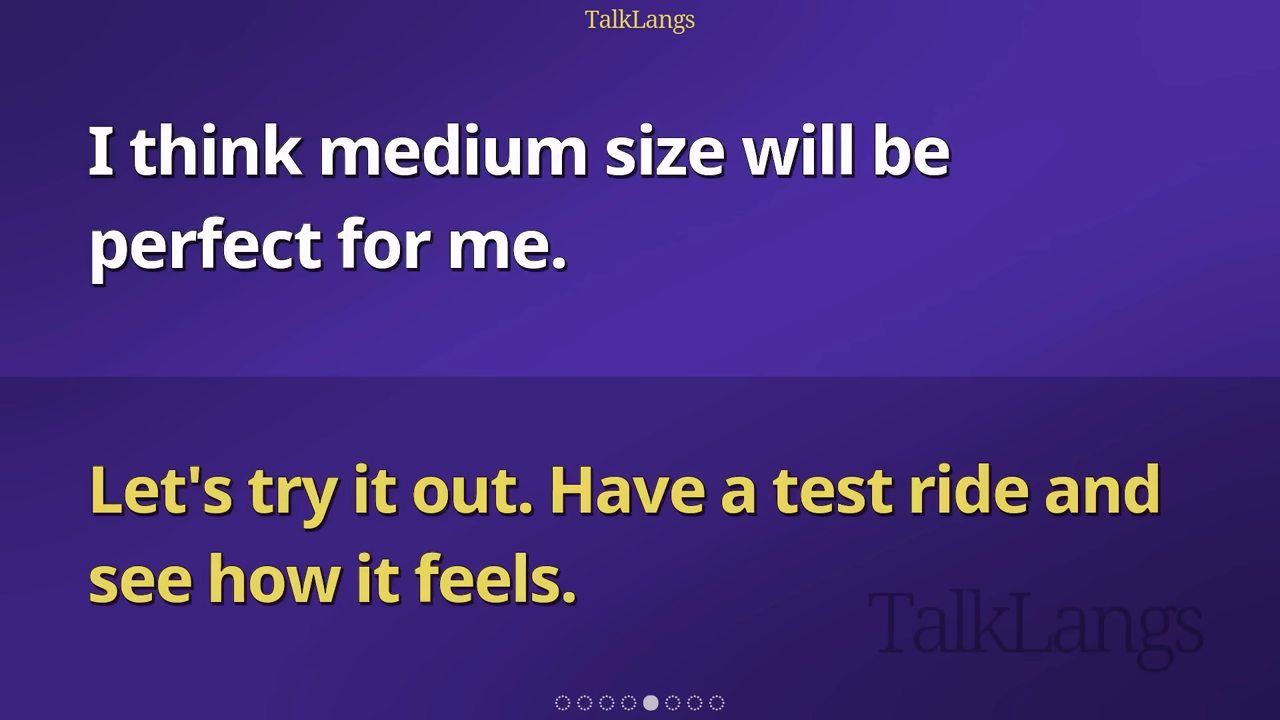 TalkLangs
I think medium size will be
perfect for me.
Let's try it out. Have a test ride and
see how it feels.
TalkLangs